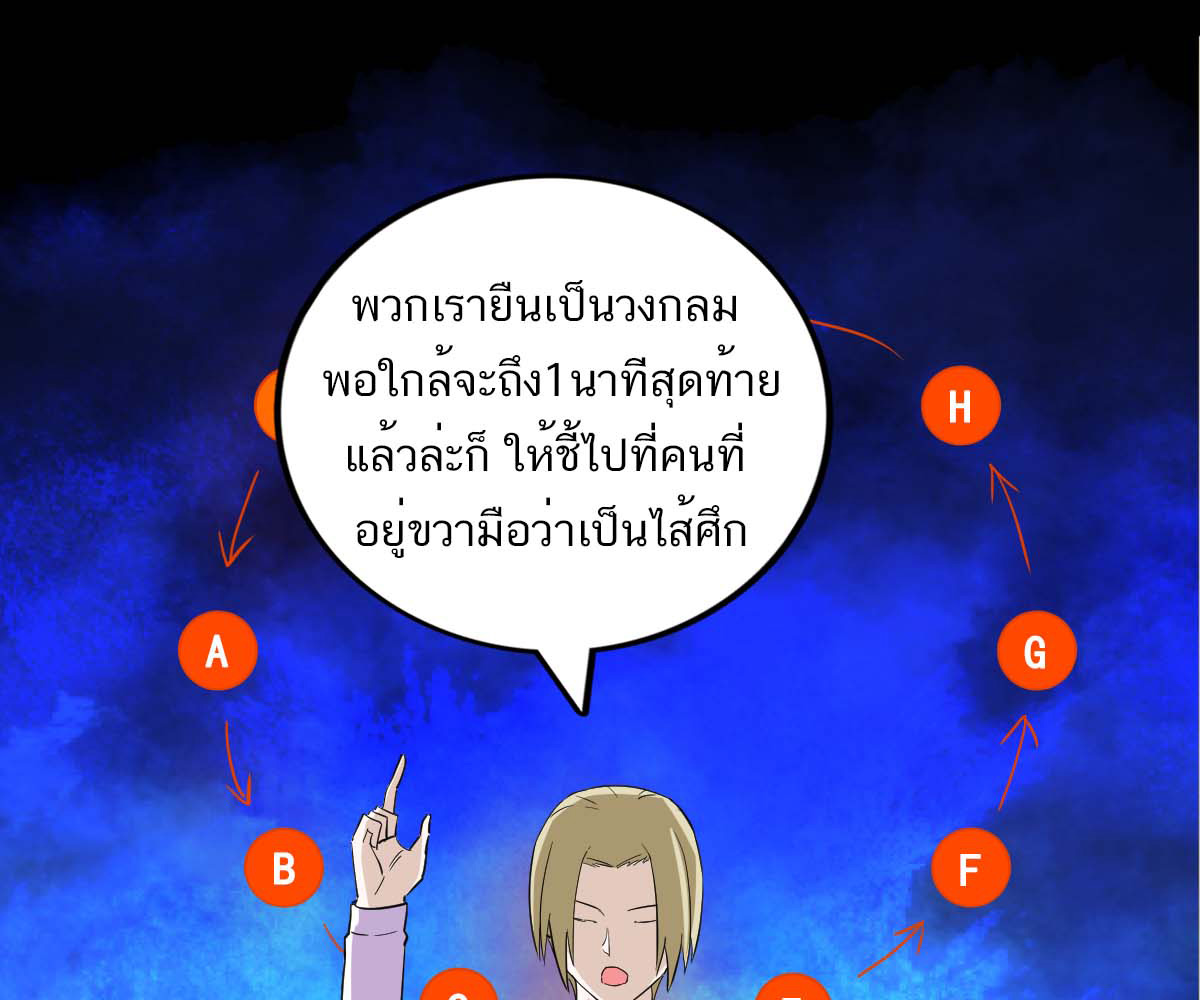 พวกเรายืนเป็นวงกลม
พอใกล้จะถึง1นาทีสุดท้าย
แล้วล่ะก็ ให้ชี้ไปที่คนที่
อยู่ขวามือว่าเป็นไส้ศึก
H
A
G
B
F